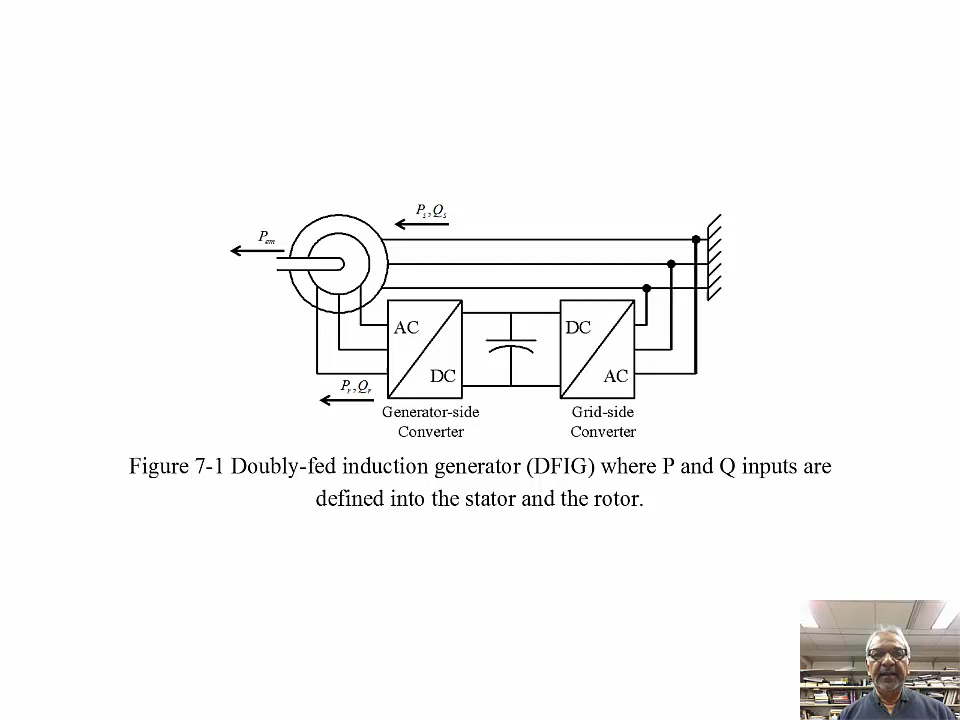 Ps,Qs
Pem
AC
DC
DC
AC
Pr,Qr
Generator-side
Converter
Grid-side
Converter
Figure 7-1 Doubly-fed induction generator (DFIG) where P and Q inputs are
defined into the stator and the rotor.